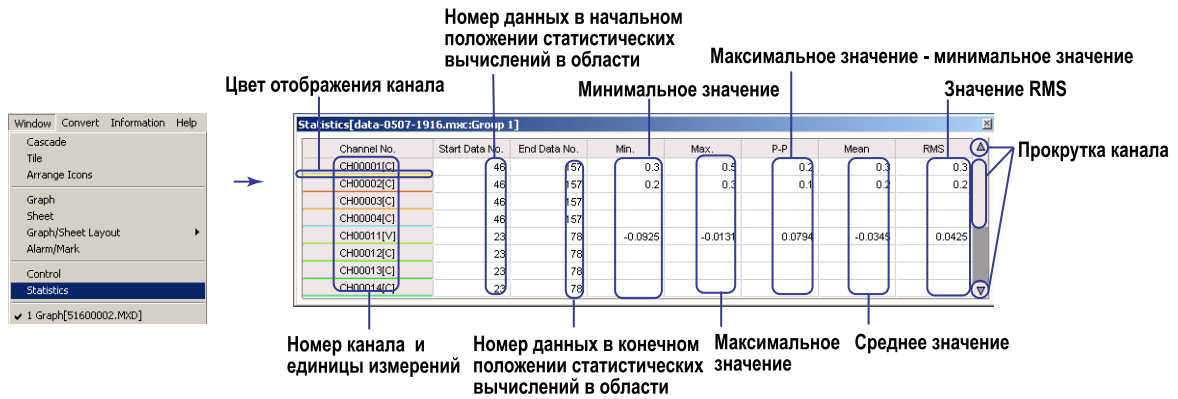 Номер данных в начальном
положении статистических
вычислений в области
Максимальное значение - минимальное значение
Цвет отображения канала
Минимальное значение
Значение RMS
Window Convert Information Help
Cascade
Tile
Arrange Icons
Graph
Sheet
Graph/Sheet Layout
Alarm/Mark
Control
Statistics
1 Graph[51600002.MXD]
Statistics[data-0507-1916.mxc:Group 1]
Channel No. Start Data No. End Data No. Min. Max. P-P Mean RMS
CH00001[C] 46 157 0.3 0.5 0.2 0.3 0.3
CH00002[C] 46 157 0.2 0.3 0.1 0.2 0.2
CH00003[C] 46 157
CH00004[C] 46 157
CH00011[V] 23 78 -0.0925 -0.0131 0.0794 -0.0345 0.0425
CH00012[C] 23 78
CH00013[C] 23 78
CH00014[C] 23 78
Прокрутка канала
Номер канала и
единицы измерений
Номер данных в конечном
положении статистических
вычислений в области
Максимальное
значение
Среднее значение